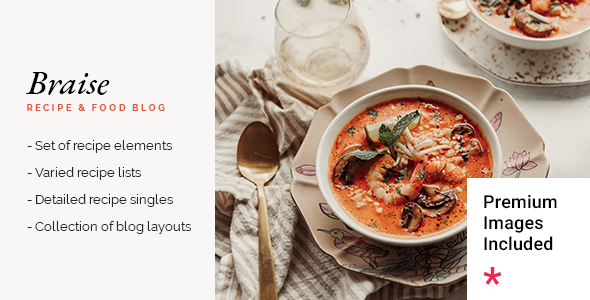 Braise
RECIPE & FOOD BLOG
- Set of recipe elements
- Varied recipe lists
- Detailed recipe singles
- Collection of blog layouts
Premium
Images
Included
*